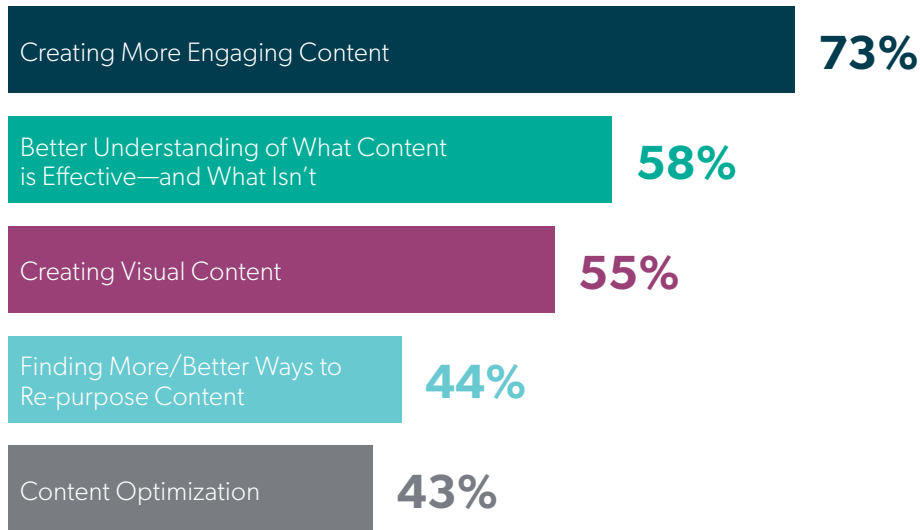 Creating More Engaging Content
73%
Better Understanding of What Content
is Effective—and What Isn’t
58%
Creating Visual Content
55%
Finding More/Better Ways to
Re-purpose Content
44%
Content Optimization
43%